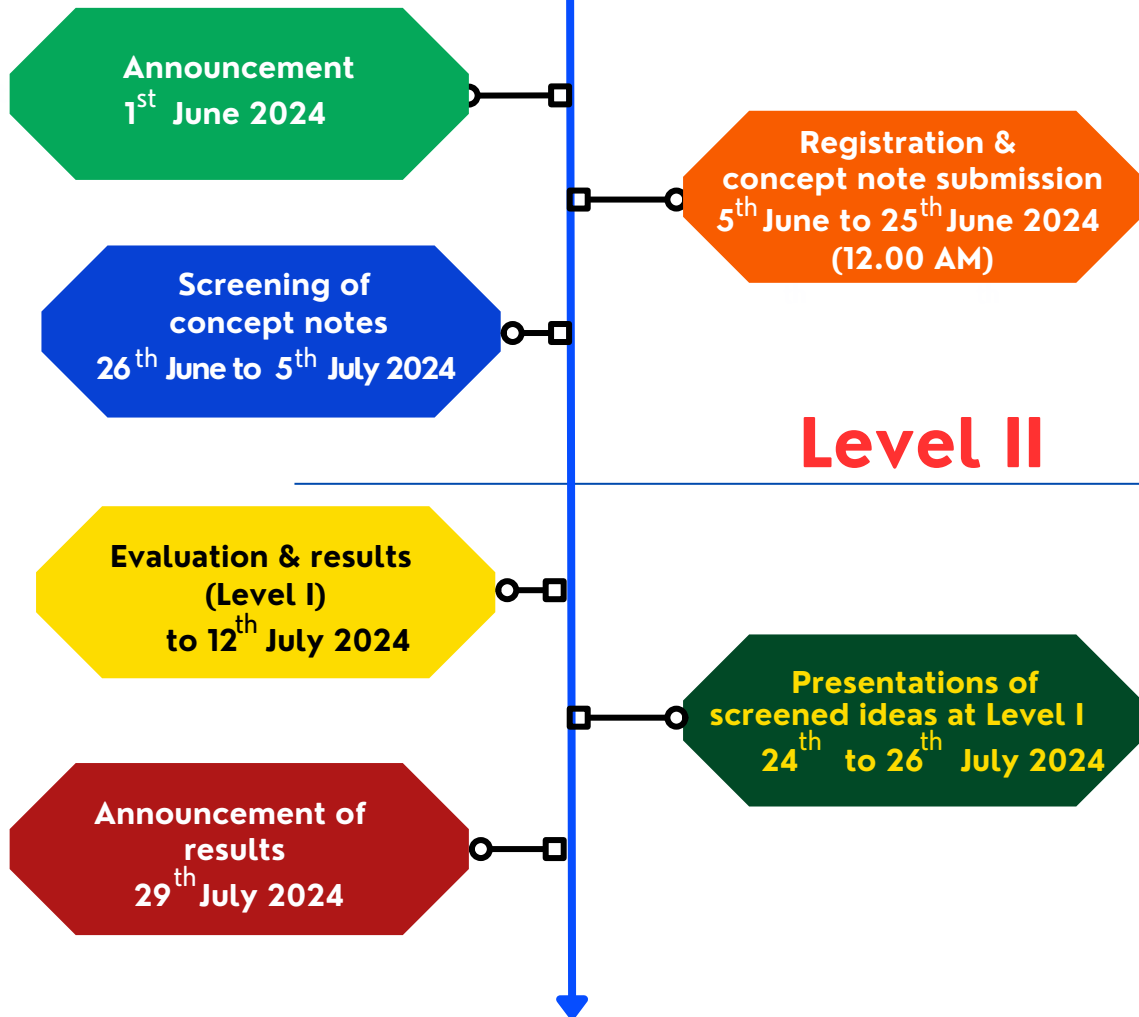 Announcement
1st June 2024
Registration &
concept note submission
5th June to 25th June 2024
(12.00 AM)
Screening of
concept notes
26th June to 5th July 2024
Level II
Evaluation & results
(Level I)
to 12th July 2024
Presentations of
screened ideas at Level I
24th to 26th July 2024
Announcement of
results
29th July 2024